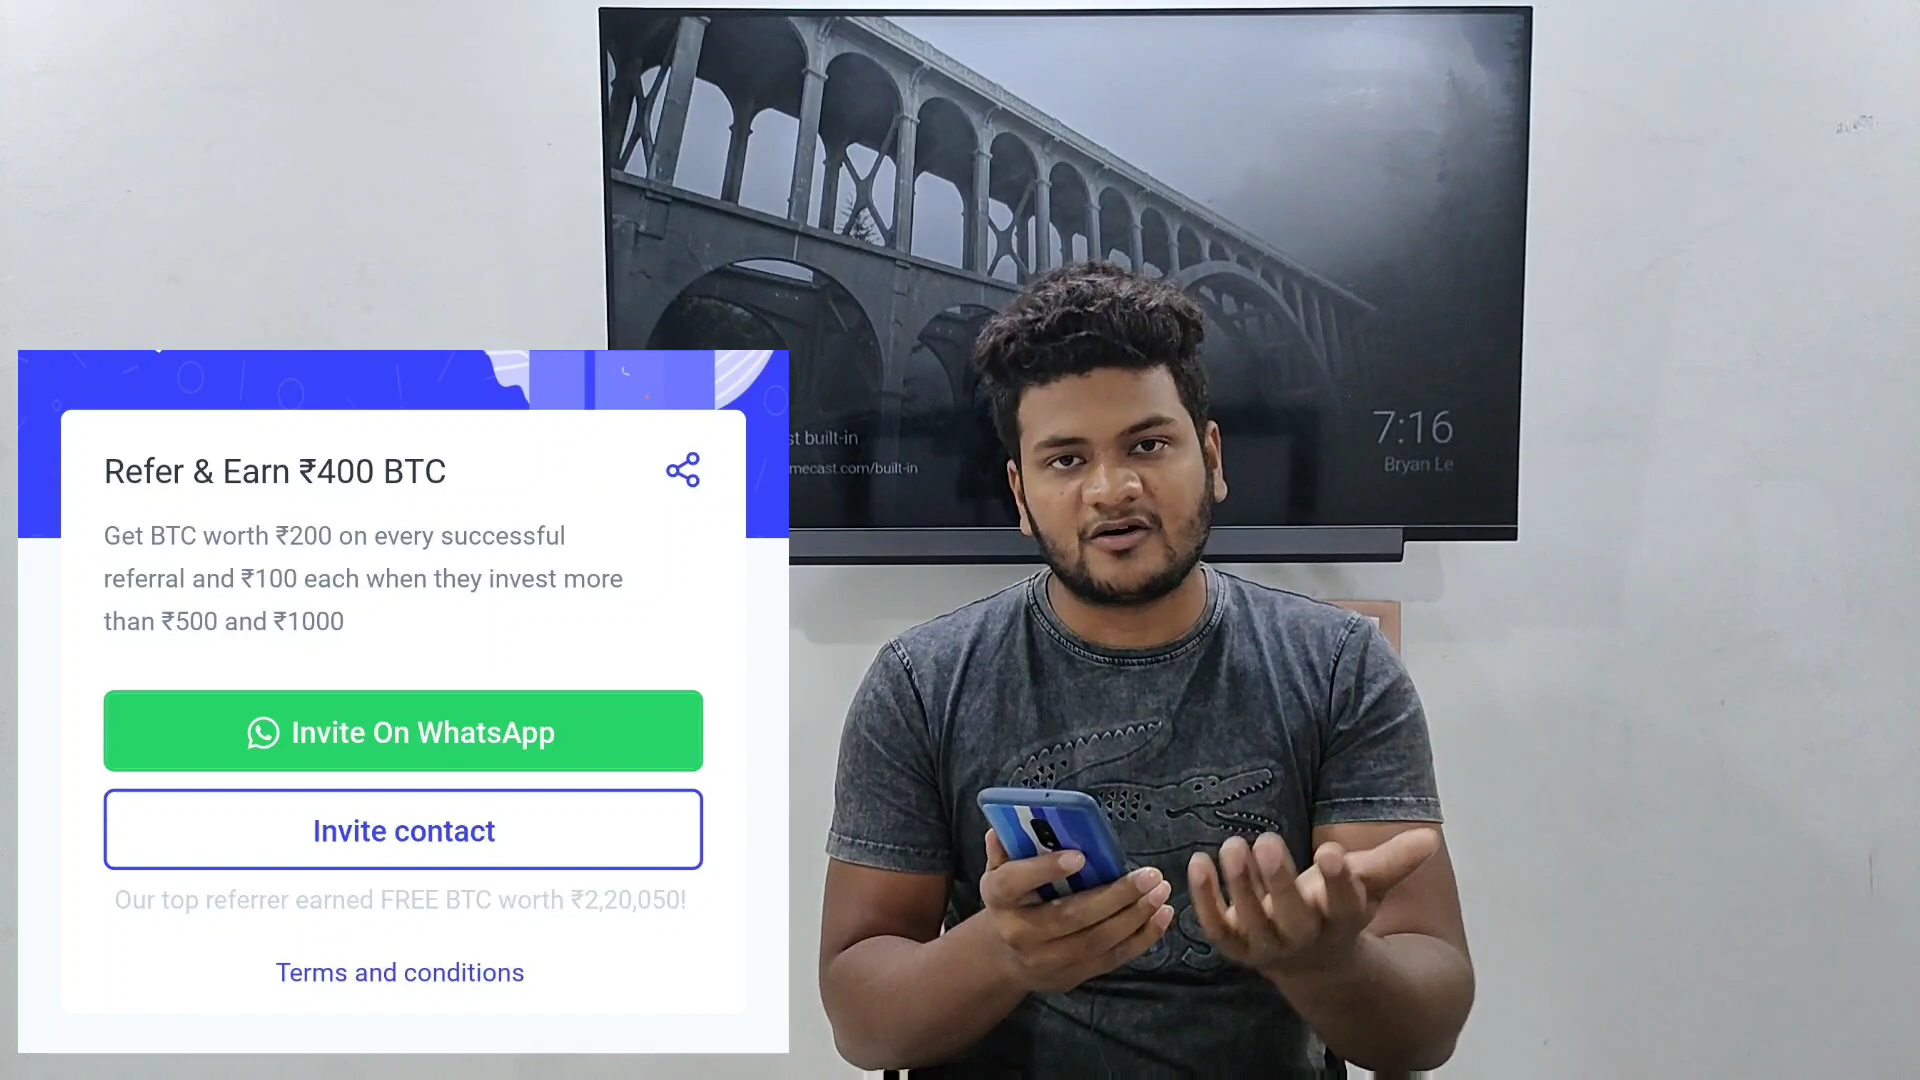 st built-in
mecast.com/built-in
7:16
Bryan Le
Refer & Earn ₹400 BTC
Get BTC worth ₹200 on every successful
referral and ₹100 each when they invest more
than ₹500 and ₹1000
Invite On WhatsApp
Invite contact
Our top referrer earned FREE BTC worth ₹2,20,050!
Terms and conditions